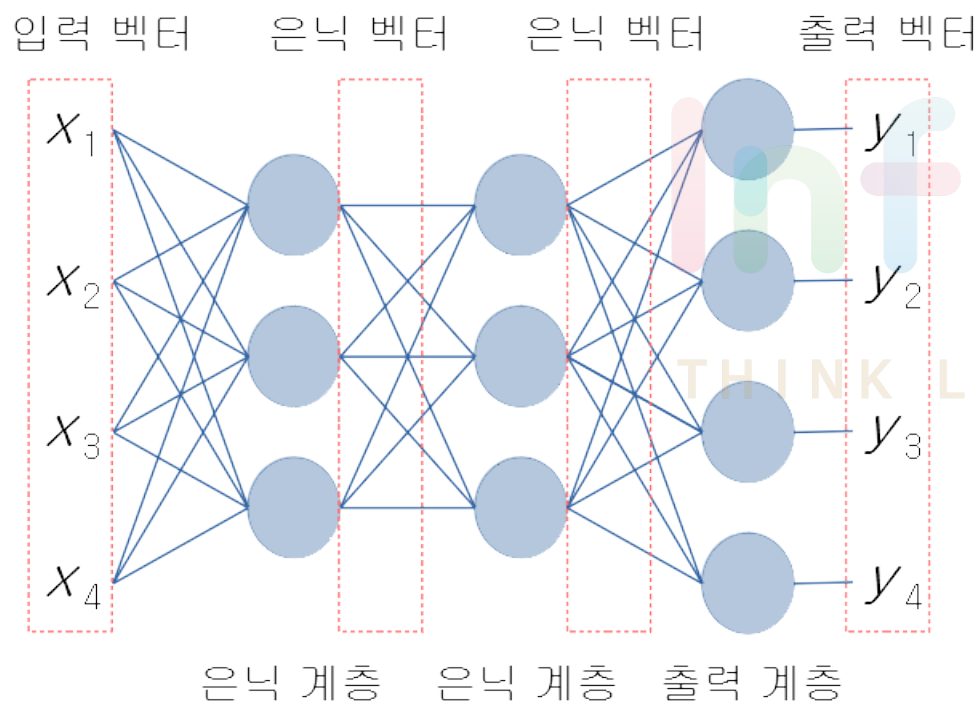 입력 벡터 은닉 벡터 은닉 벡터 출력 벡터
x1 y1
x2 y2
x3 y3
x4 y4
Inf
THINK L
은닉 계층 은닉 계층 출력 계층